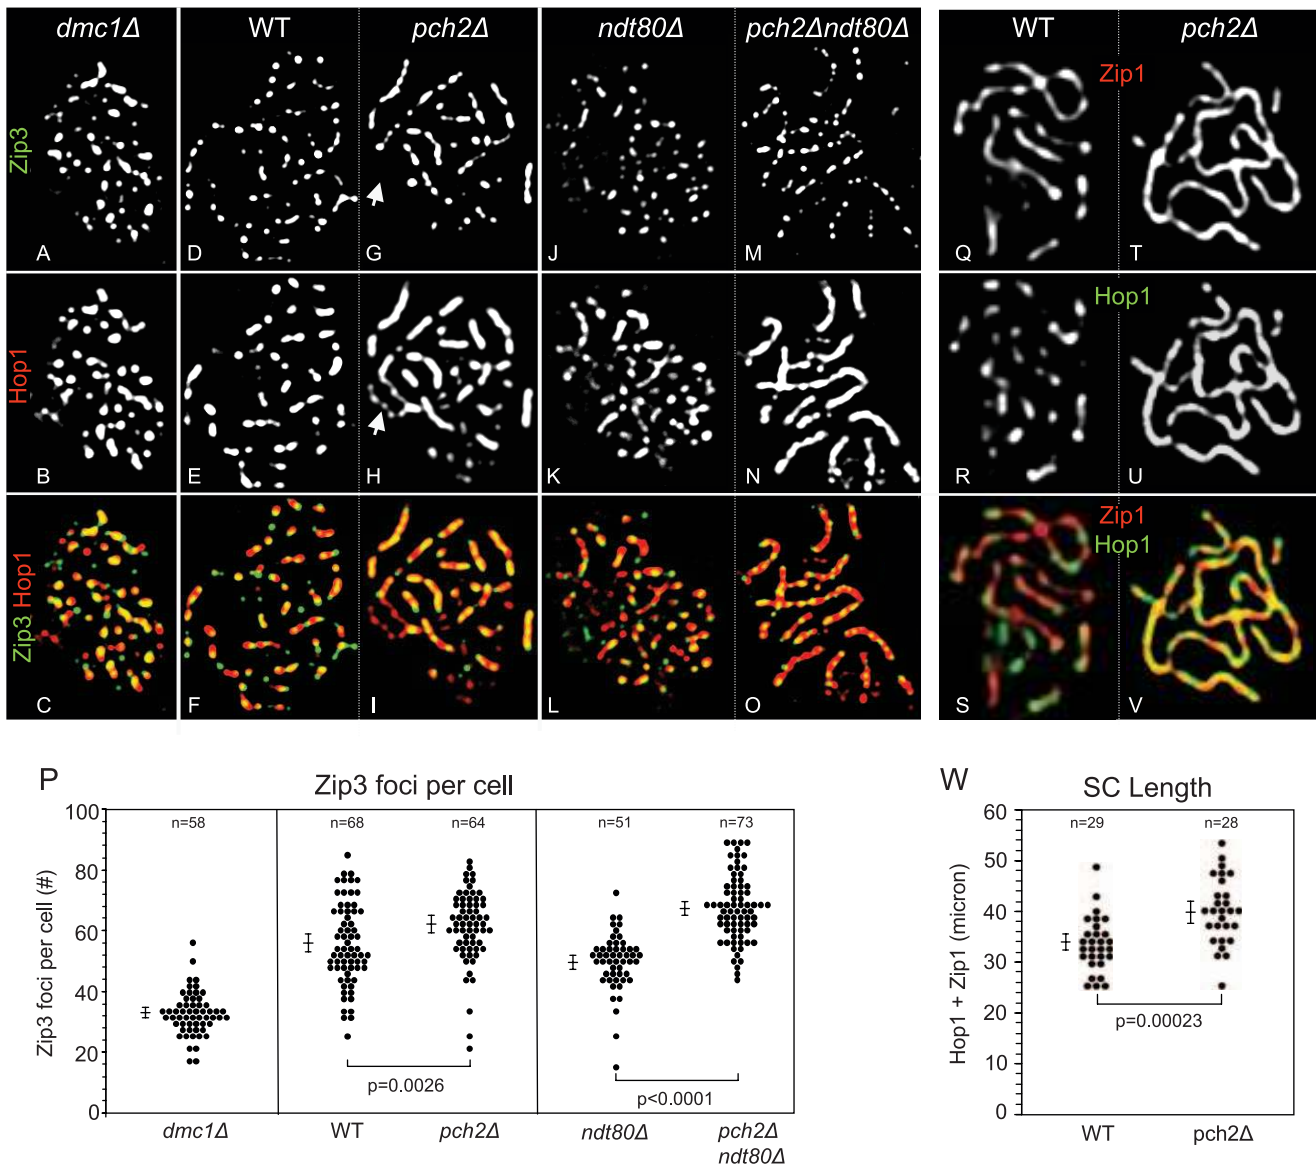 dmc1Δ WT pch2Δ ndt80Δ pch2Δndt80Δ WT pch2Δ
Zip3
Zip1
A D G J M Q T
Hop1
Hop1
B E H K N R U
Zip3 Hop1
Zip1
Hop1
C F I L O S V
P Zip3 foci per cell
Zip3 foci per cell (#)
100
80
60
40
20
0
n=58 n=68 n=64 n=51 n=73
p=0.0026
p<0.0001
dmc1Δ WT pch2Δ ndt80Δ pch2Δ
ndt80Δ
W SC Length
Hop1 + Zip1 (micron)
60
50
40
30
20
10
0
n=29 n=28
p=0.00023
WT pch2Δ